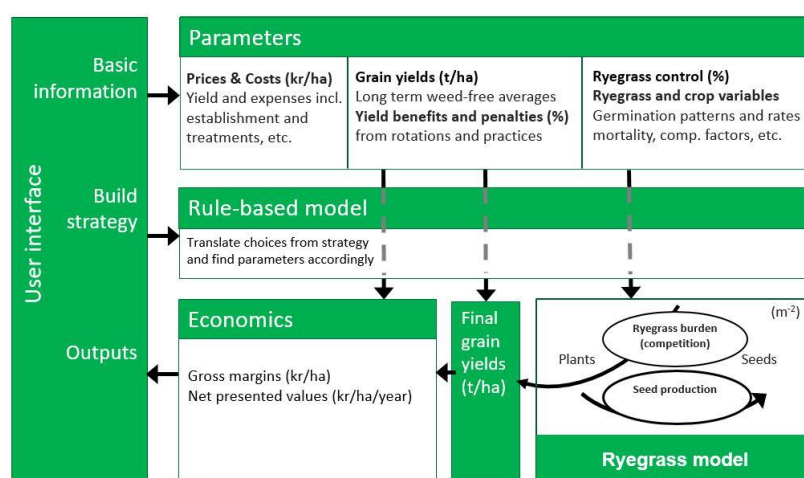 User interface
Basic
information
Build
strategy
Outputs
Parameters
Prices & Costs (kr/ha)
Yield and expenses incl.
establishment and
treatments, etc.
Grain yields (t/ha)
Long term weed-free averages
Yield benefits and penalties (%)
from rotations and practices
Ryegrass control (%)
Ryegrass and crop variables
Germination patterns and rates
mortality, comp. factors, etc.
Rule-based model
Translate choices from strategy
and find parameters accordingly
Economics
Gross margins (kr/ha)
Net presented values (kr/ha/year)
Final
grain
yields
(t/ha)
(m-²)
Ryegrass burden
(competition)
Plants
Seeds
Seed production
Ryegrass model